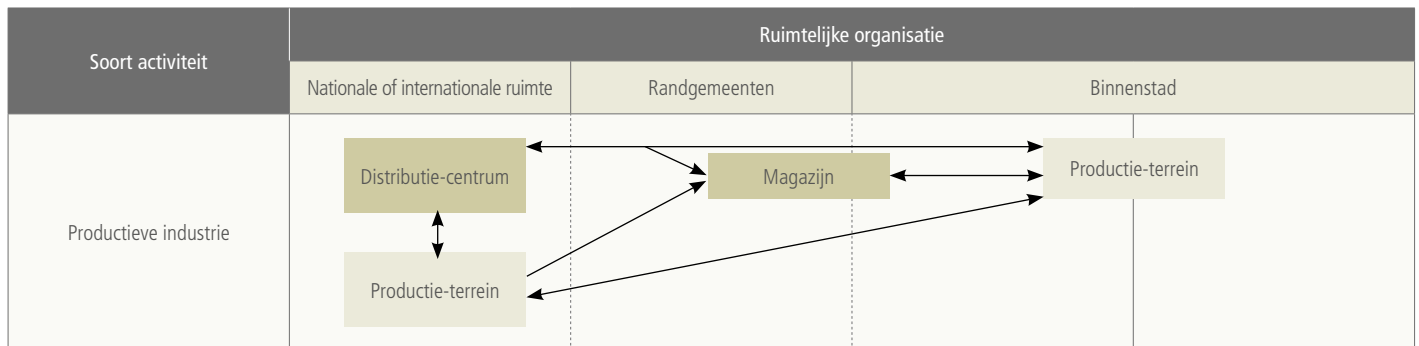 Soort activiteit
Ruimtelijke organisatie
Nationale of internationale ruimte
Randgemeenten
Binnenstad
Productieve industrie
Distributie-centrum
Magazijn
Productie-terrein
Productie-terrein